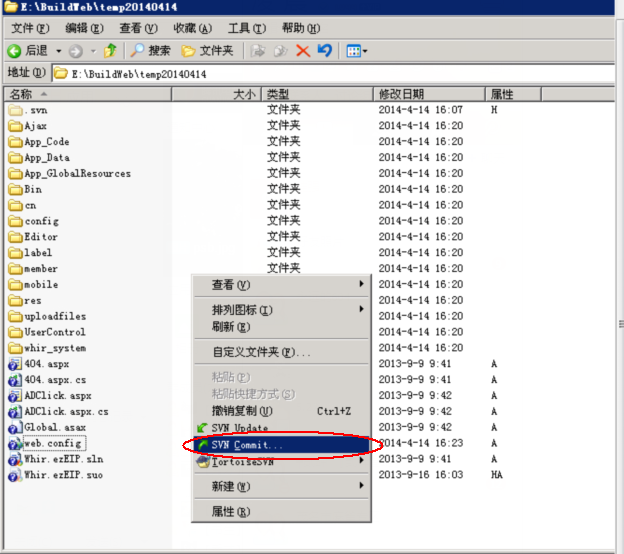 E:\BuildWeb\temp20140414
文件(F) 编辑(E) 查看(V) 收藏(A) 工具(T) 帮助(H)
后退 搜索 文件夹
地址(D) E:\BuildWeb\temp20140414
名称 大小 类型 修改日期 属性
.svn 文件夹 2014-4-14 16:07 H
Ajax 文件夹 2014-4-14 16:20
App_Code 文件夹 2014-4-14 16:20
App_Data 文件夹 2014-4-14 16:20
App_GlobalResources 文件夹 2014-4-14 16:20
Bin 文件夹 2014-4-14 16:20
cn 文件夹 2014-4-14 16:20
config 文件夹 2014-4-14 16:20
Editor 文件夹 2014-4-14 16:20
label 文件夹 2014-4-14 16:20
member 文件夹 2014-4-14 16:20
mobile 2014-4-14 16:20
res 2014-4-14 16:20
uploadfiles 2014-4-14 16:20
UserControl 2014-4-14 16:20
whir_system 2014-4-14 16:20
404.aspx 2013-9-9 9:41 A
404.aspx.cs 2013-9-9 9:41 A
ADClick.aspx 2013-9-9 9:42 A
ADClick.aspx.cs 2013-9-9 9:42 A
Global.asax 2013-9-9 9:42 A
web.config 2014-4-14 16:23 A
Whir.ezEIP.sln 2013-9-9 9:41 A
Whir.ezEIP.suo 2013-9-16 16:03 HA
查看(V)
排列图标(I)
刷新(E)
自定义文件夹(F)...
粘贴(P)
粘贴快捷方式(S)
撤销复制(U) Ctrl+Z
SVN Update
SVN Commit...
TortoiseSVN
新建(W)
属性(R)